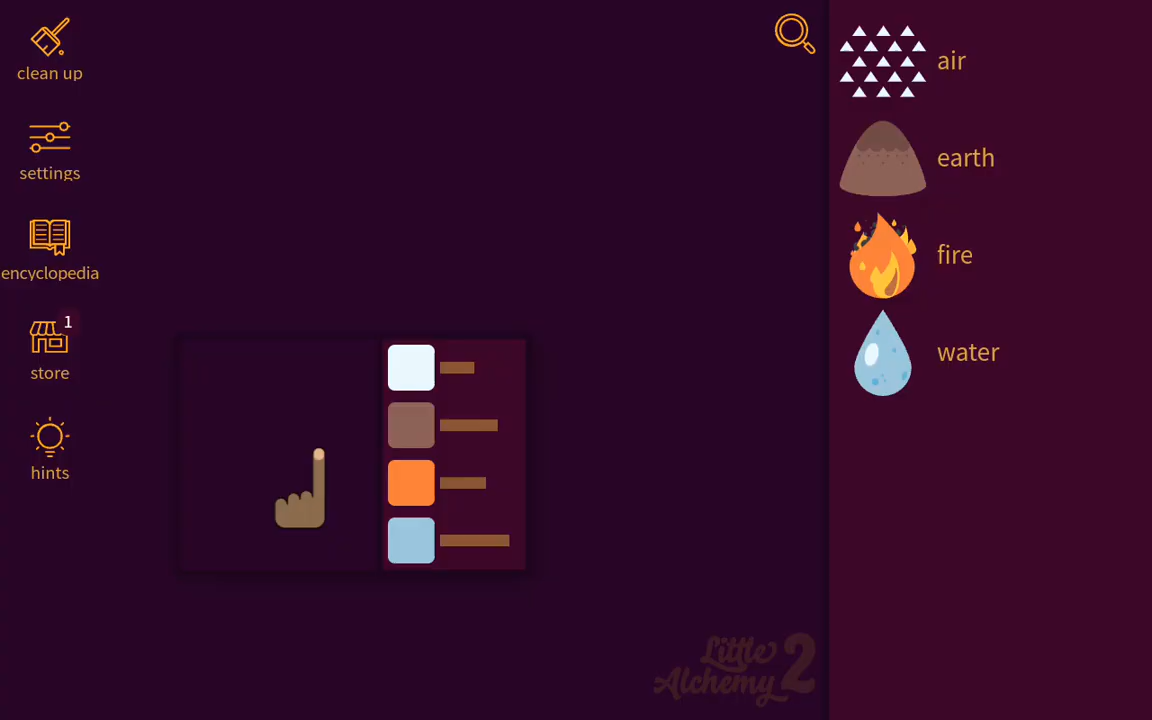 clean up
settings
encyclopedia
1
store
hints
air
earth
fire
water
Little
Alchemy 2